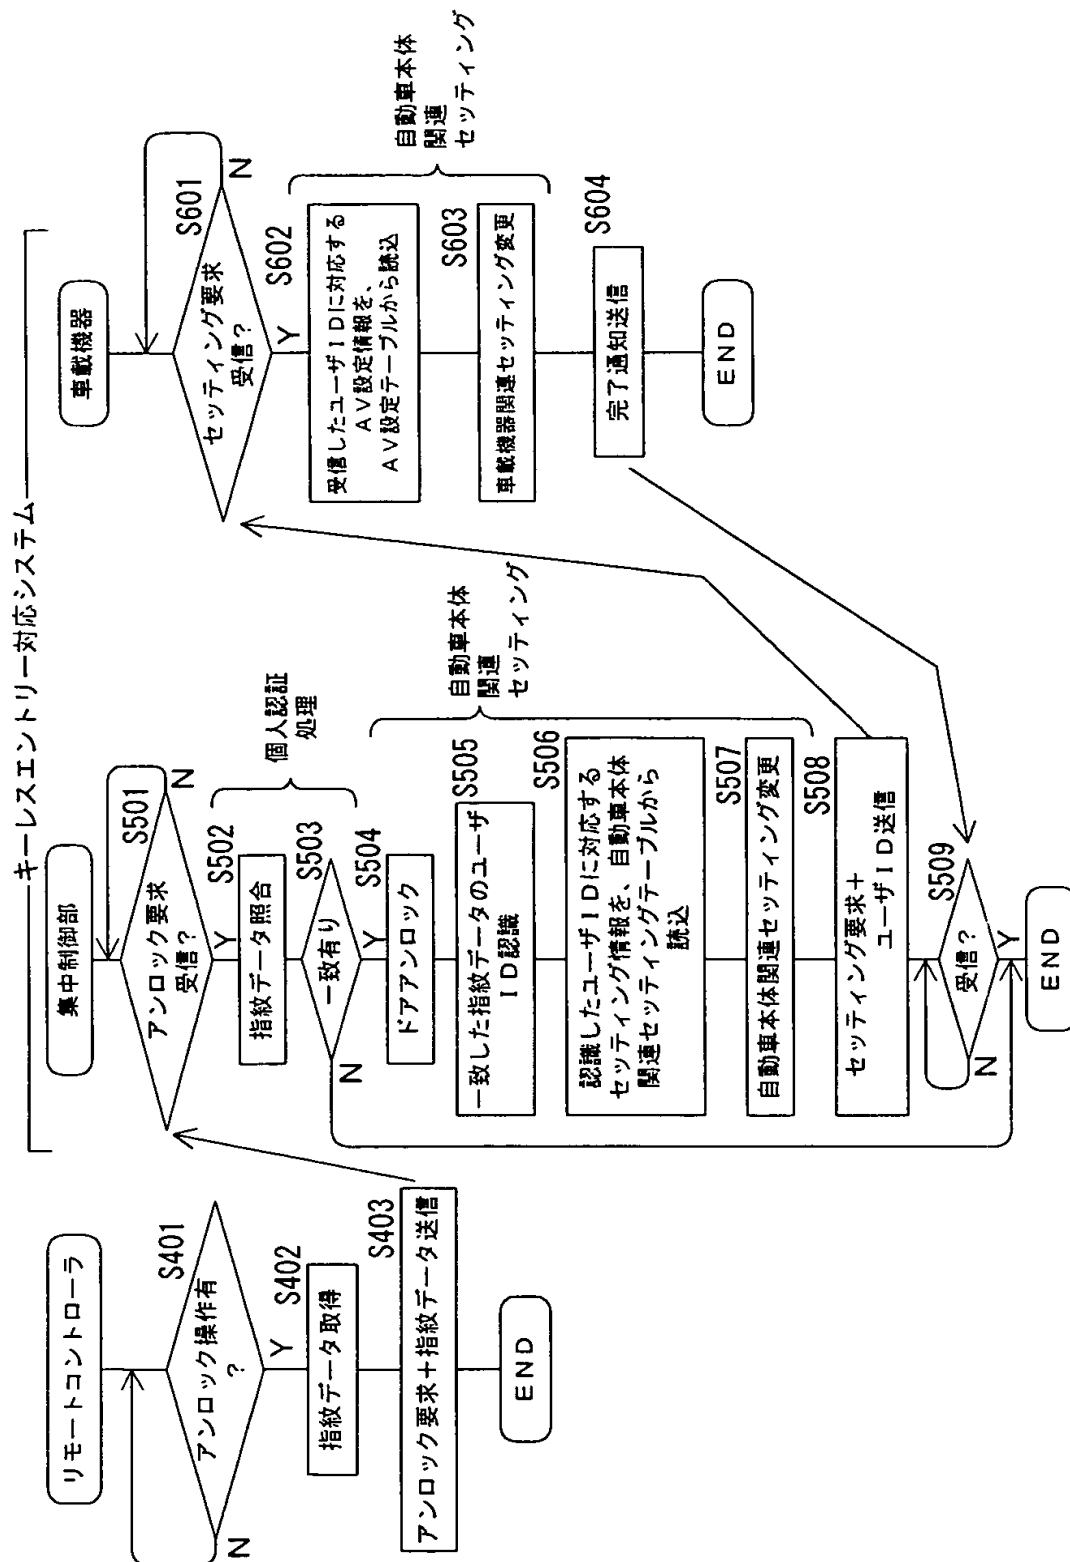 キーレスエントリー対応システム
リモートコントローラ
S401
アンロック操作有
?
N
Y
S402
指紋データ取得
S403
アンロック要求+指紋データ送信
END
集中制御部
S501
アンロック要求
受信?
N
Y
S502
指紋データ照合
個人認証
処理
S503
一致有り
N
Y
S504
ドアアンロック
S505
一致した指紋データのユーザ
ID認識
自動車本体
関連
セッティング
S506
認識したユーザIDに対応する
セッティング情報を、自動車本体
関連セッティングテーブルから
読込
S507
自動車本体関連セッティング変更
S508
セッティング要求+
ユーザID送信
S509
受信?
N
Y
END
車載機器
S601
セッティング要求
受信?
N
Y
S602
受信したユーザIDに対応する
AV設定情報を、
AV設定テーブルから読込
自動車本体
関連
セッティング
S603
車載機器関連セッティング変更
S604
完了通知送信
END